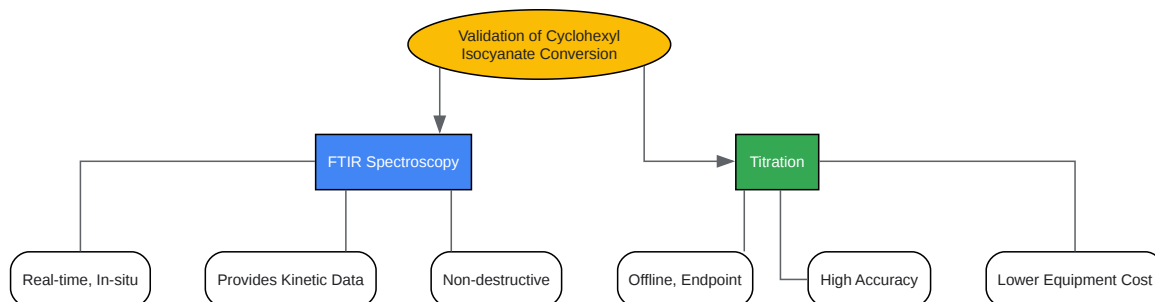 Validation of Cyclohexyl
Isocyanate Conversion
FTIR Spectroscopy
Titration
Real-time, In-situ
Provides Kinetic Data
Non-destructive
Offline, Endpoint
High Accuracy
Lower Equipment Cost